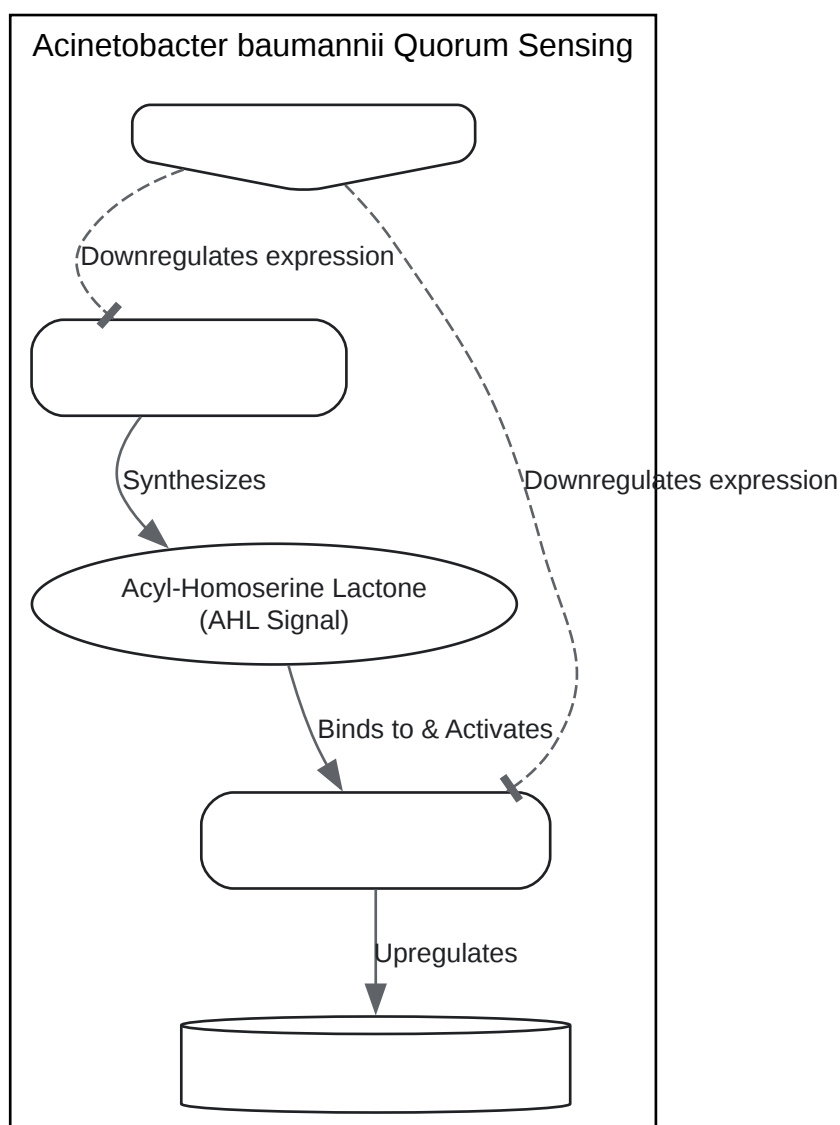 Acinetobacter baumannii Quorum Sensing
Downregulates expression
Synthesizes
Downregulates expression
Acyl-Homoserine Lactone
(AHL Signal)
Binds to & Activates
Upregulates